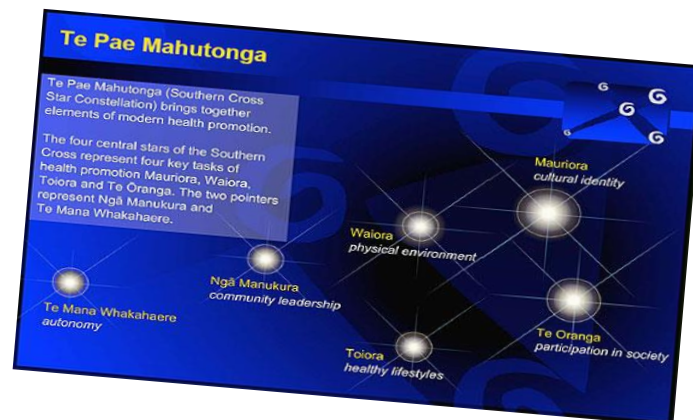 Te Pae Mahutonga
Te Pae Mahutonga (Southern Cross
Star Constellation) brings together
elements of modern health promotion.
The four central stars of the Southern
Cross represent four key tasks of
health promotion Mauriora, Waiora,
Toiora and Te Ōranga. The two pointers
represent Ngā Manukura and
Te Mana Whakahaere.
Mauriora
cultural identity
Waiora
physical environment
Ngā Manukura
community leadership
Te Mana Whakahaere
autonomy
Te Oranga
participation in society
Toiora
healthy lifestyles